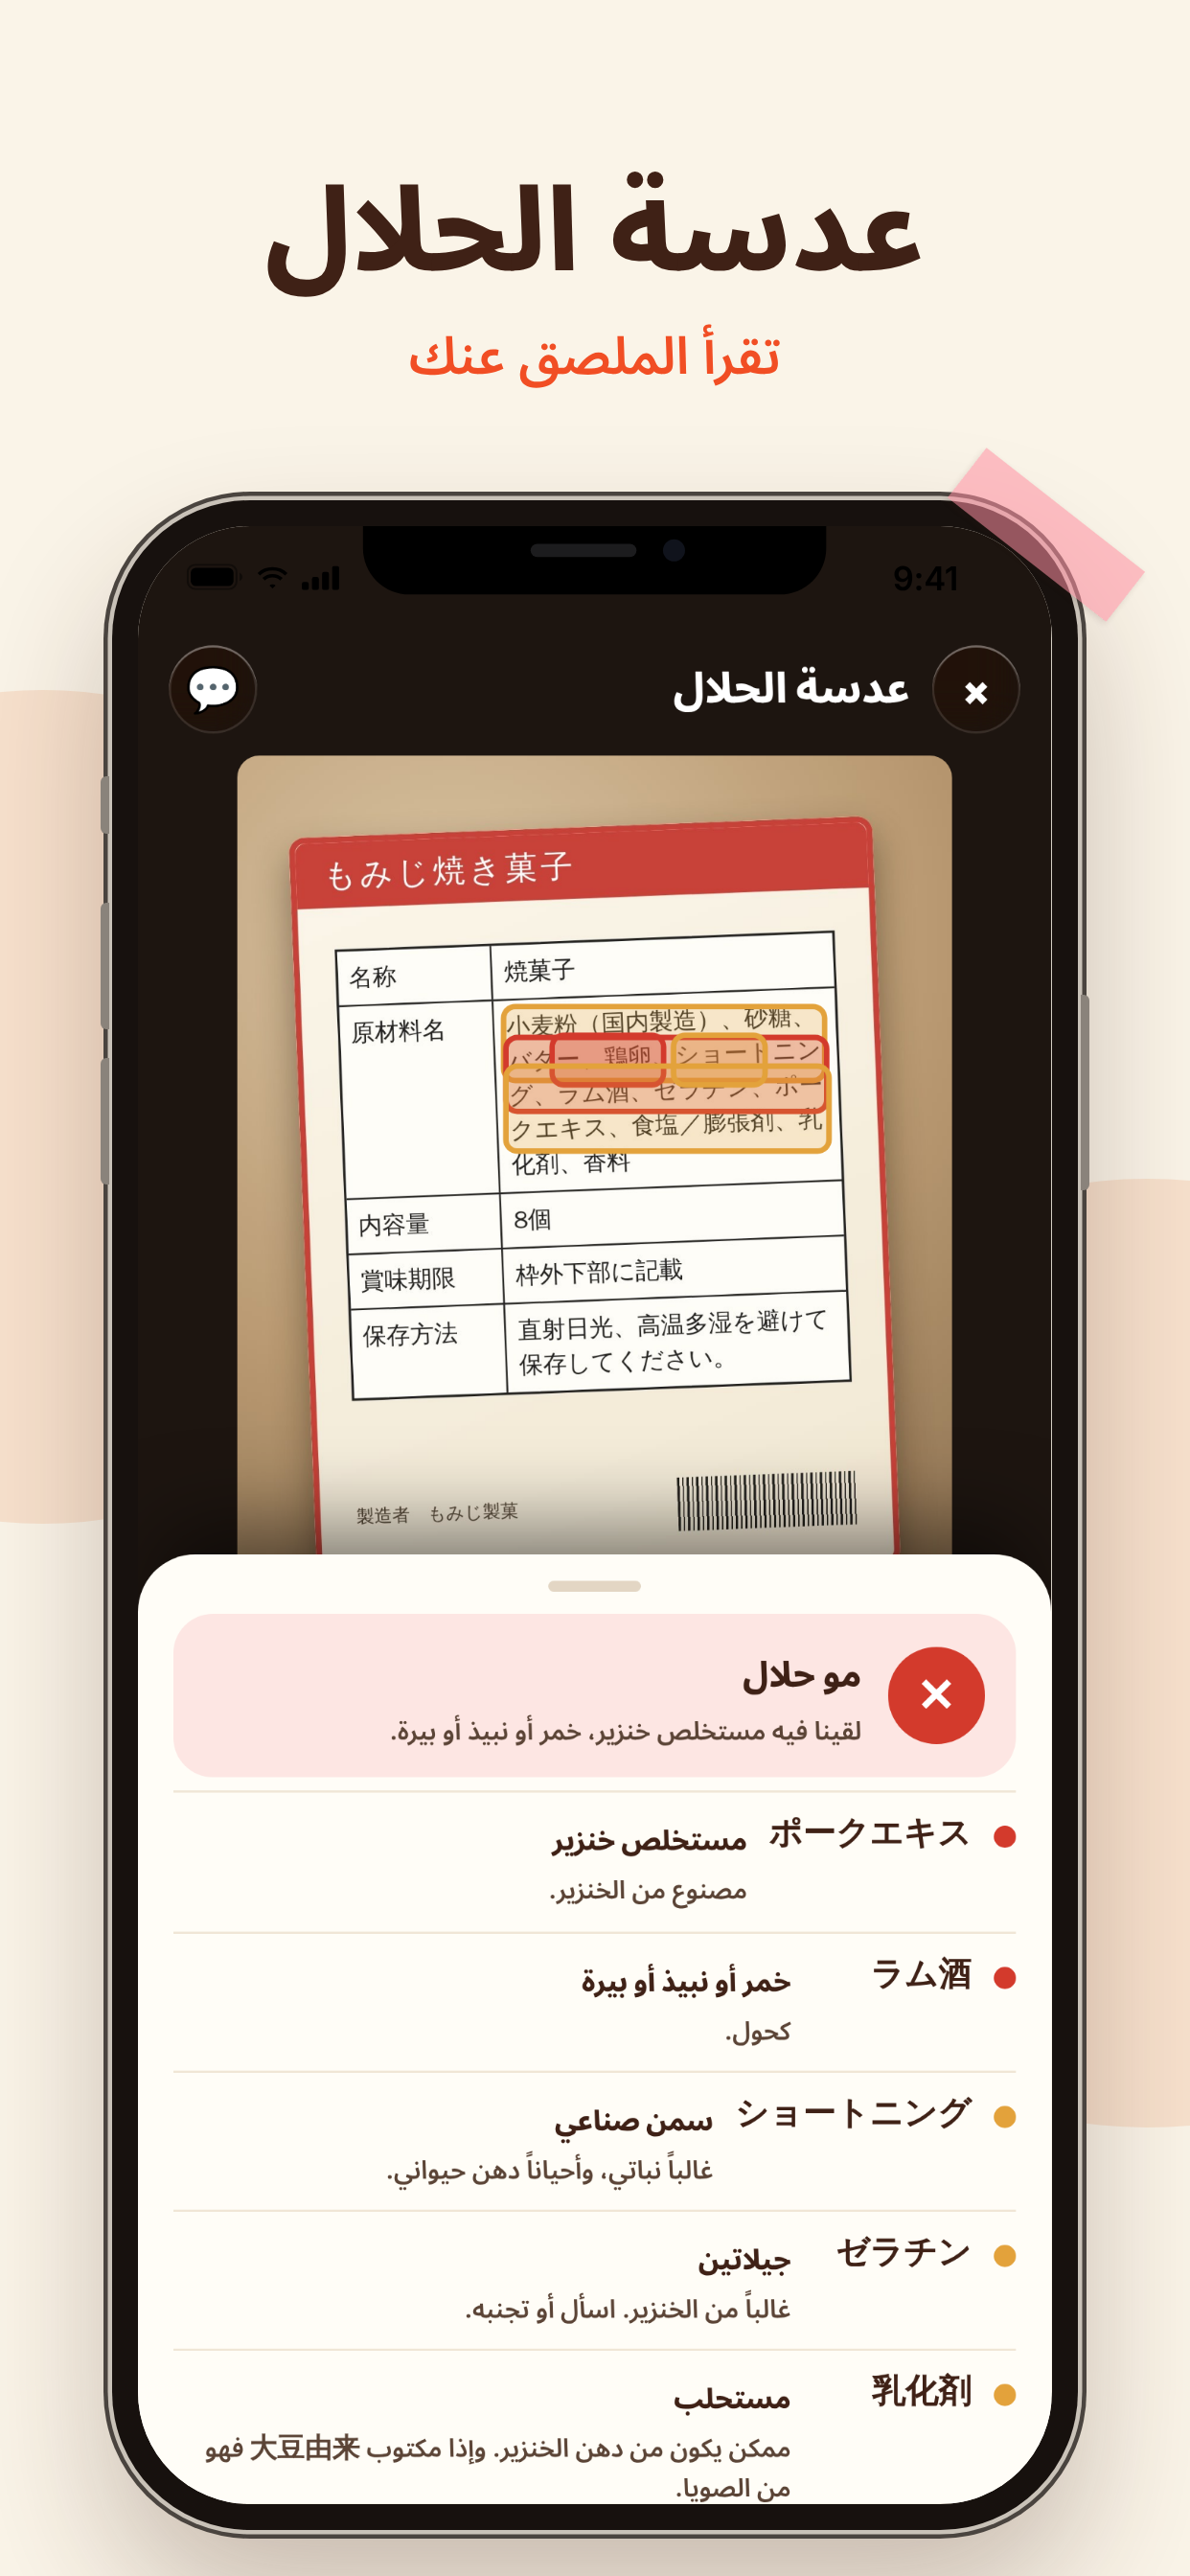 عدسة الحلال
تقرأ الملصق عنك
9:41
عدسة الحلال
もみじ焼き菓子
名称 焼菓子
原材料名 小麦粉（国内製造）、砂糖、
バター、鶏卵、ショートニン
グ、ラム酒、ゼラチン、ポー
クエキス、食塩／膨張剤、乳
化剤、香料
内容量 8個
賞味期限 枠外下部に記載
保存方法 直射日光、高温多湿を避けて
保存してください。
製造者 もみじ製菓
مو حلال
لقينا فيه مستخلص خنزير، خمر أو نبيذ أو بيرة.
ポークエキス مستخلص خنزير
مصنوع من الخنزير.
ラム酒 خمر أو نبيذ أو بيرة
كحول.
ショートニング سمن صناعي
غالباً نباتي، وأحياناً دهن حيواني.
ゼラチン جيلاتين
غالباً من الخنزير. اسأل أو تجنبه.
乳化剤 مستحلب
ممكن يكون من دهن الخنزير. وإذا مكتوب 大豆由来 فهو
من الصويا.